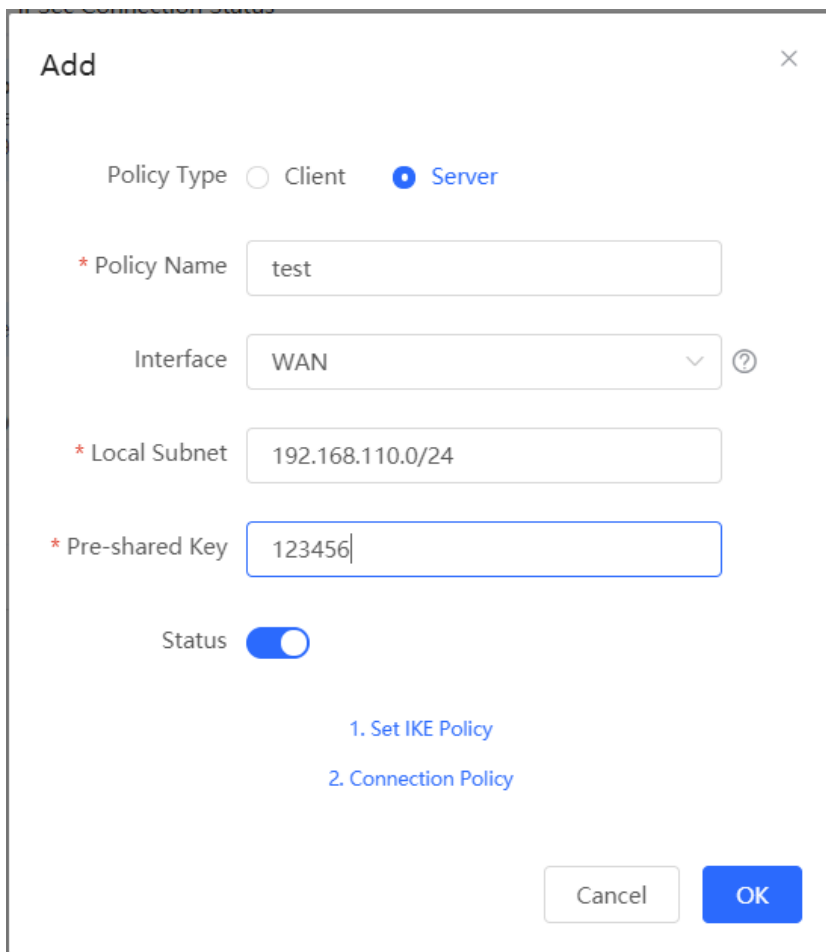 Add
Policy Type Client Server
* Policy Name test
Interface WAN
* Local Subnet 192.168.110.0/24
* Pre-shared Key 123456
Status
1. Set IKE Policy
2. Connection Policy
Cancel OK